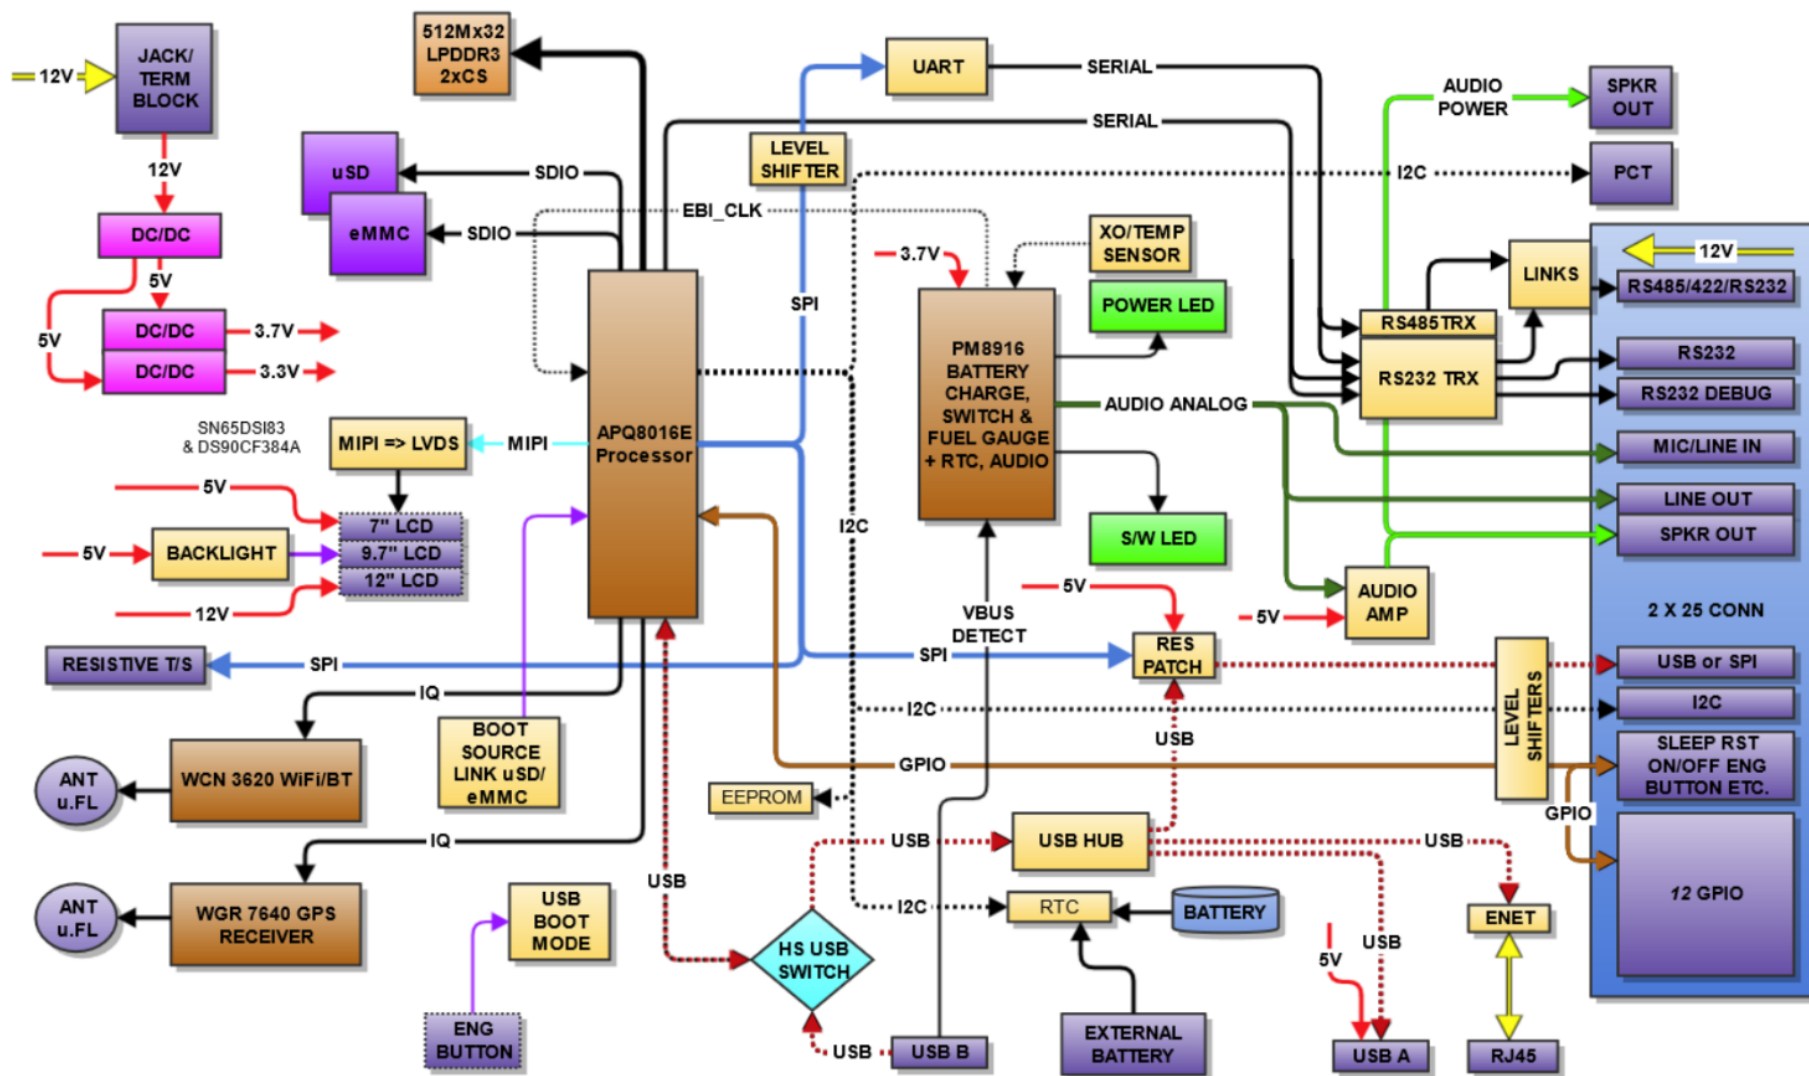 12V
JACK/
TERM
BLOCK
12V
DC/DC
5V
5V
DC/DC
3.7V
DC/DC
3.3V
512Mx32
LPDDR3
2xCS
uSD
SDIO
eMMC
SDIO
SERIAL
UART
SERIAL
LEVEL
SHIFTER
EBI_CLK
SPI
I2C
AUDIO
POWER
SPKR
OUT
PCT
3.7V
XO/TEMP
SENSOR
POWER LED
PM8916
BATTERY
CHARGE,
SWITCH &
FUEL GAUGE
+ RTC, AUDIO
S/W LED
AUDIO ANALOG
APQ8016E
Processor
SN65DSI83
& DS90CF384A
MIPI => LVDS
MIPI
5V
7" LCD
5V
BACKLIGHT
9.7" LCD
12" LCD
12V
RESISTIVE T/S
SPI
IQ
WCN 3620 WiFi/BT
ANT
u.FL
IQ
WGR 7640 GPS
RECEIVER
ANT
u.FL
BOOT
SOURCE
LINK uSD/
eMMC
USB
BOOT
MODE
ENG
BUTTON
I2C
VBUS
DETECT
5V
SPI
RES
PATCH
I2C
USB
GPIO
EEPROM
USB
USB
USB HUB
USB
I2C
RTC
BATTERY
HS USB
SWITCH
USB
USB B
EXTERNAL
BATTERY
5V
USB
USB A
ENET
RJ45
RS485TRX
RS232 TRX
LINKS
12V
RS485/422/RS232
RS232
RS232 DEBUG
MIC/LINE IN
LINE OUT
SPKR OUT
5V
AUDIO
AMP
2 X 25 CONN
LEVEL
SHIFTERS
USB or SPI
I2C
SLEEP RST
ON/OFF ENG
BUTTON ETC.
GPIO
12 GPIO